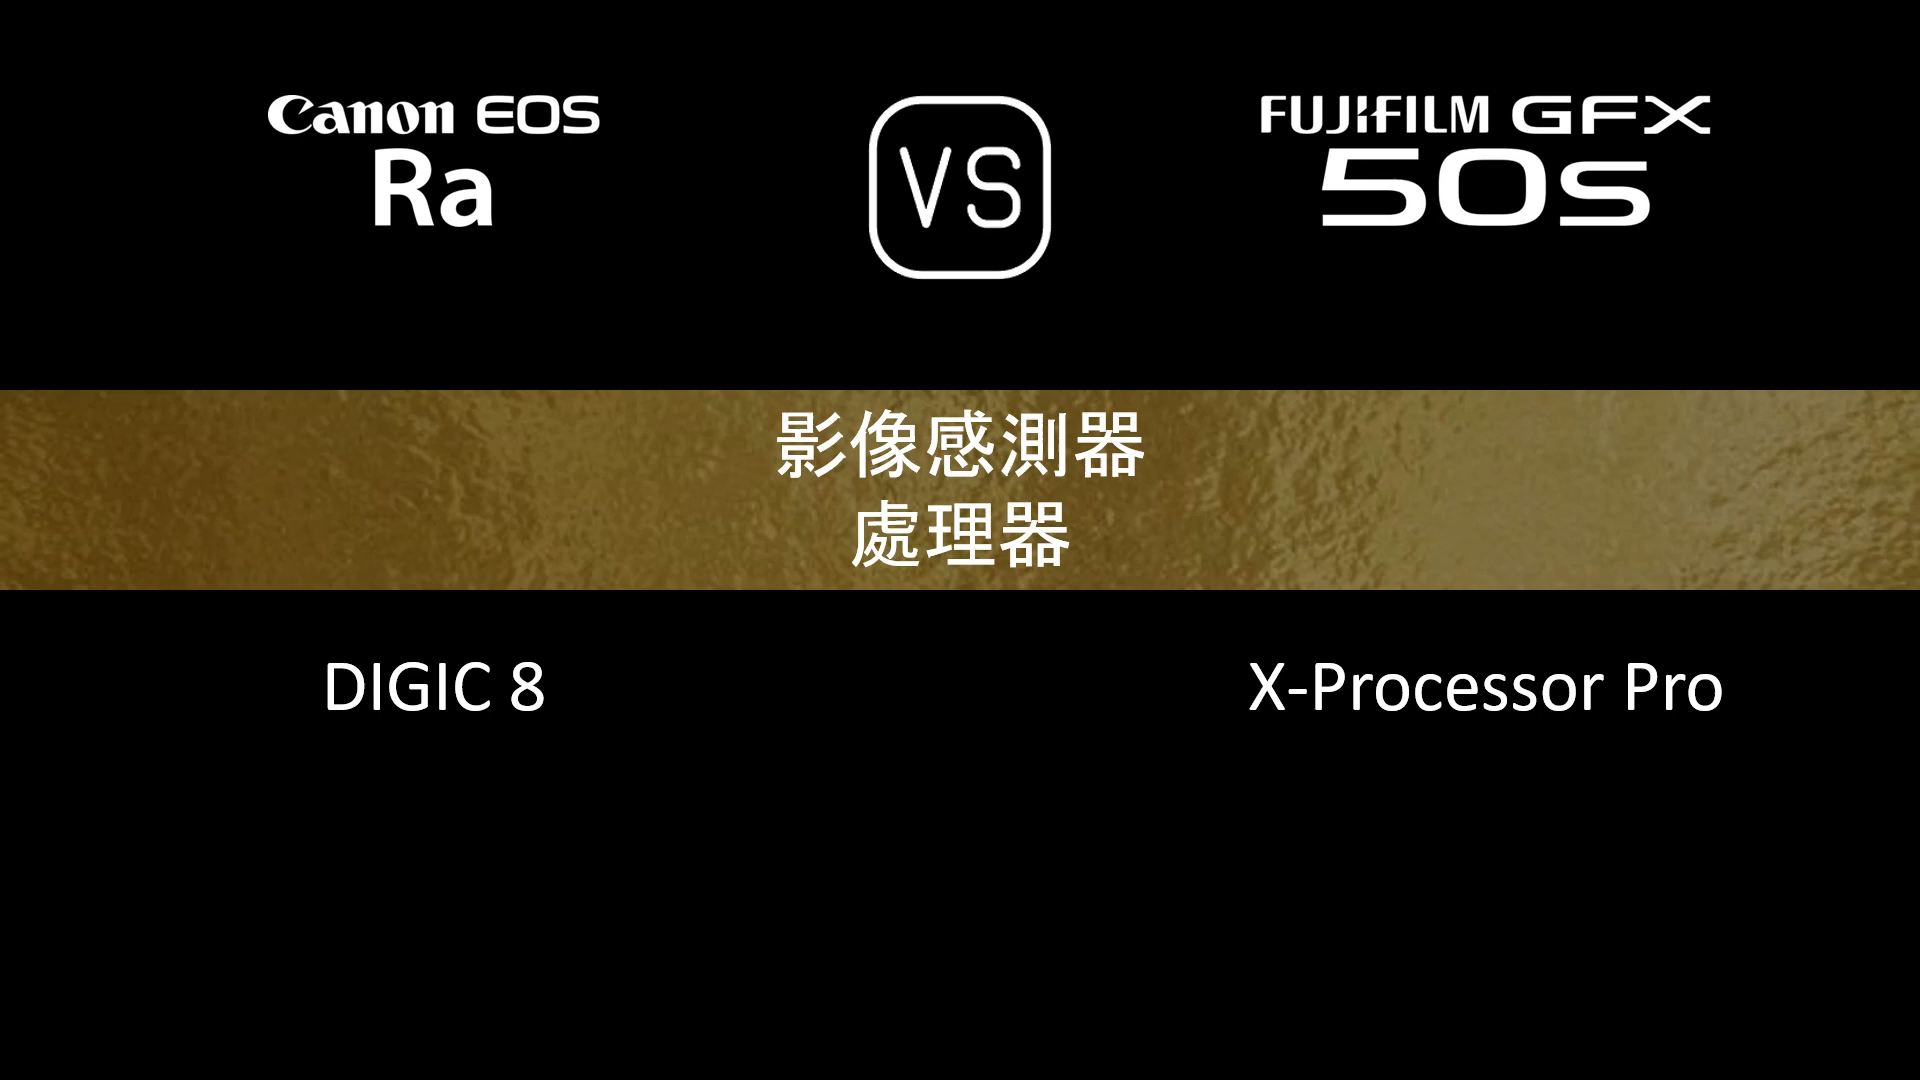 Canon EOS
Ra
VS
FUJIFILM GFX
50S
影像感測器
處理器
DIGIC 8
X-Processor Pro